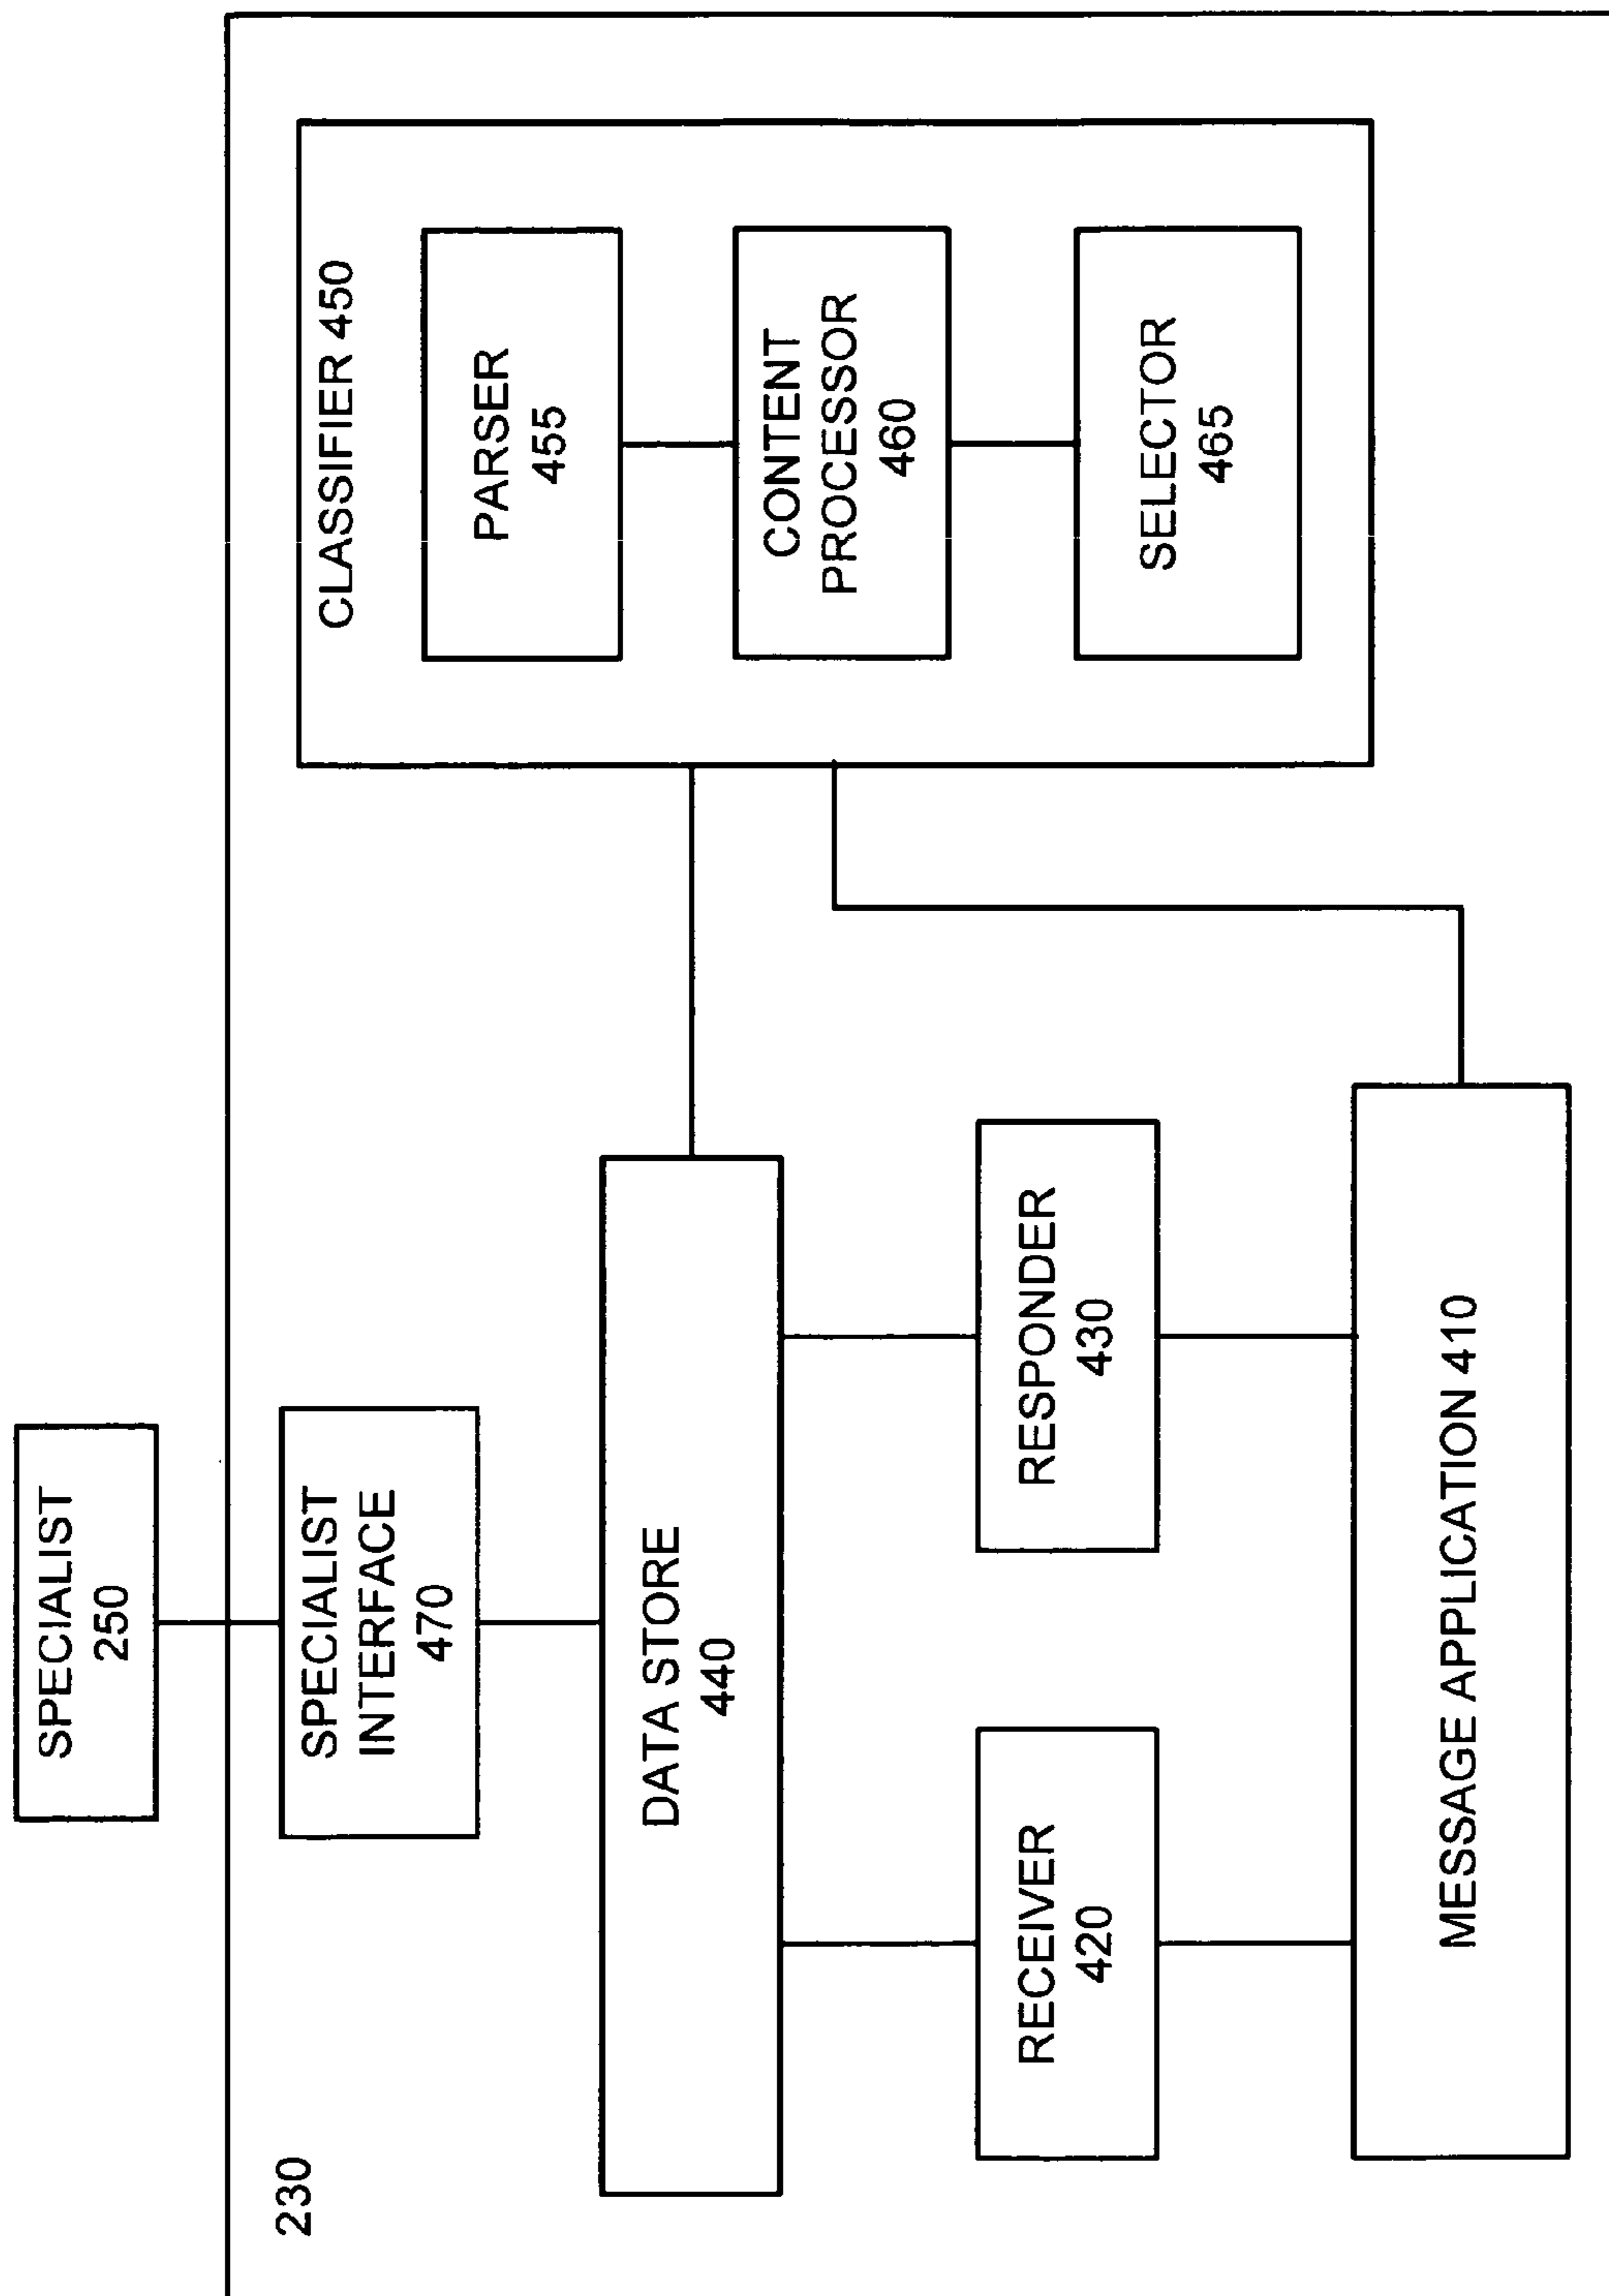 SPECIALIST
250
230
SPECIALIST
INTERFACE
470
DATA STORE
440
RECEIVER
420
RESPONDER
430
MESSAGE APPLICATION 410
CLASSIFIER 450
PARSER
455
CONTENT
PROCESSOR
460
SELECTOR
465